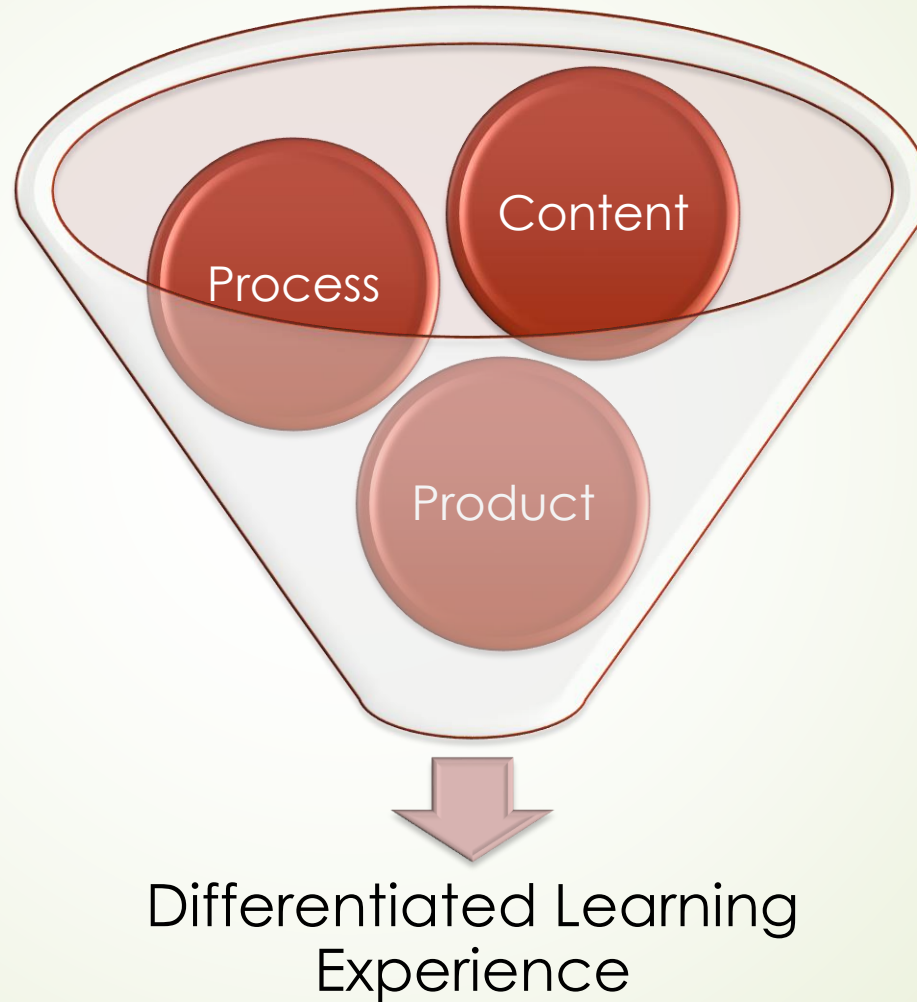 Content
Process
Product
Differentiated Learning
Experience